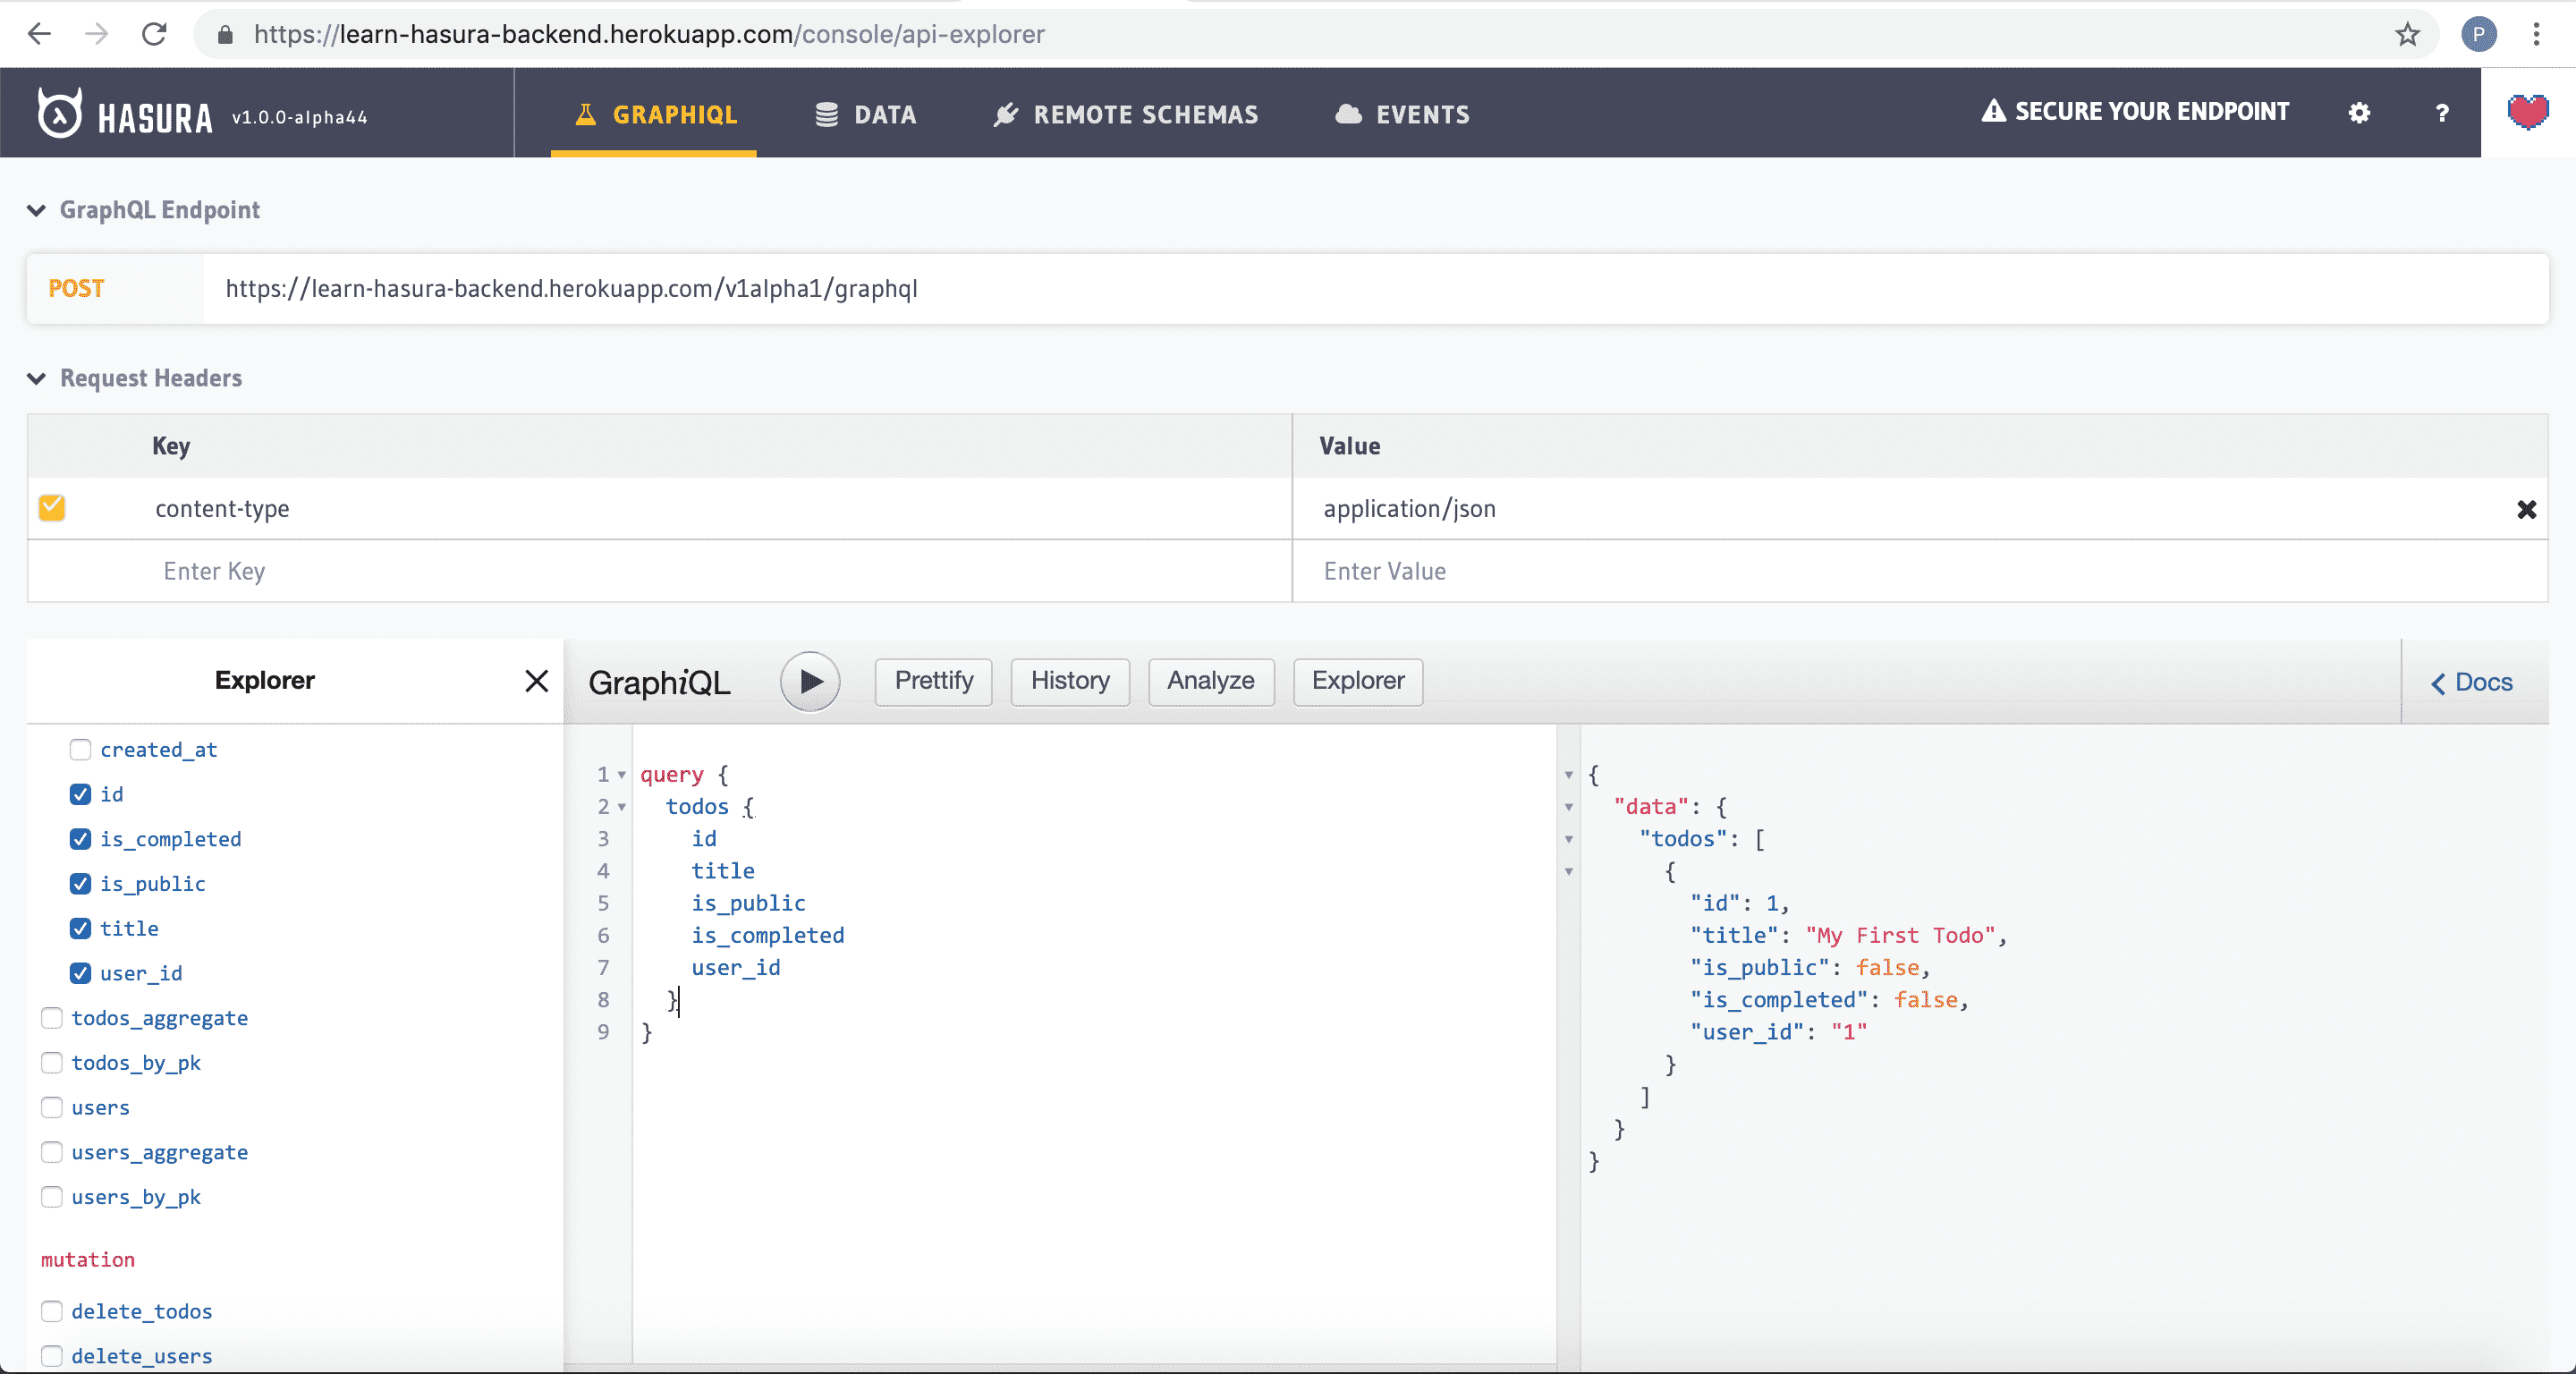 https://learn-hasura-backend.herokuapp.com/console/api-explorer
P
HASURA v1.0.0-alpha44
GRAPHIQL
DATA
REMOTE SCHEMAS
EVENTS
SECURE YOUR ENDPOINT
?
GraphQL Endpoint
POST https://learn-hasura-backend.herokuapp.com/v1alpha1/graphql
Request Headers
Key Value
content-type application/json
Enter Key Enter Value
Explorer
GraphiQL
Prettify
History
Analyze
Explorer
Docs
created_at
id
is_completed
is_public
title
user_id
todos_aggregate
todos_by_pk
users
users_aggregate
users_by_pk
mutation
delete_todos
delete_users
1 query {
2 todos {
3 id
4 title
5 is_public
6 is_completed
7 user_id
8 }
9 }
{
"data": {
"todos": [
{
"id": 1,
"title": "My First Todo",
"is_public": false,
"is_completed": false,
"user_id": "1"
}
]
}
}